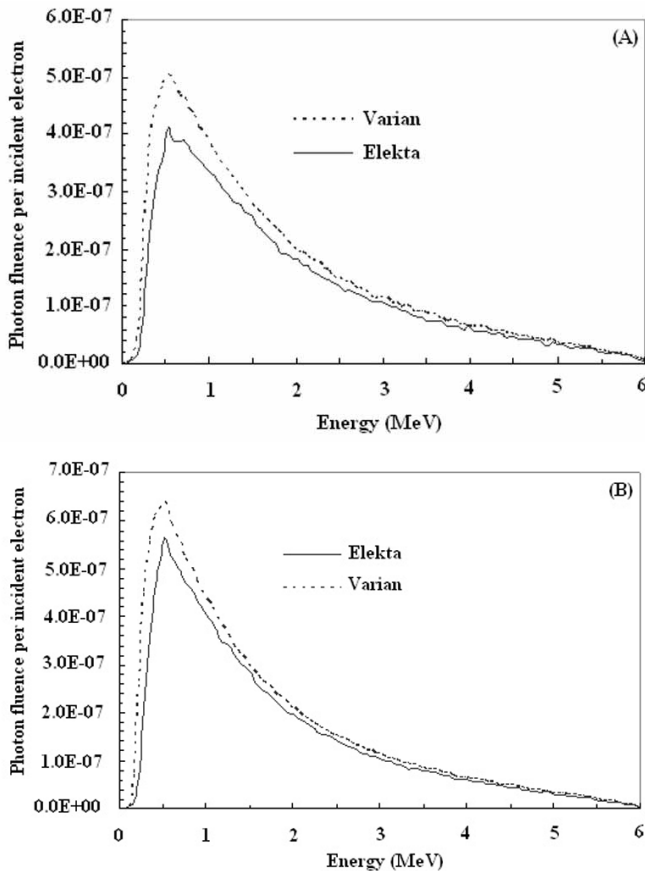 (A)
Photon fluence per incident electron
6.0E-07
5.0E-07
4.0E-07
3.0E-07
2.0E-07
1.0E-07
0.0E+00
Varian
Elekta
0 1 2 3 4 5 6
Energy (MeV)
(B)
Photon fluence per incident electron
7.0E-07
6.0E-07
5.0E-07
4.0E-07
3.0E-07
2.0E-07
1.0E-07
0.0E+00
Elekta
Varian
0 1 2 3 4 5 6
Energy (MeV)